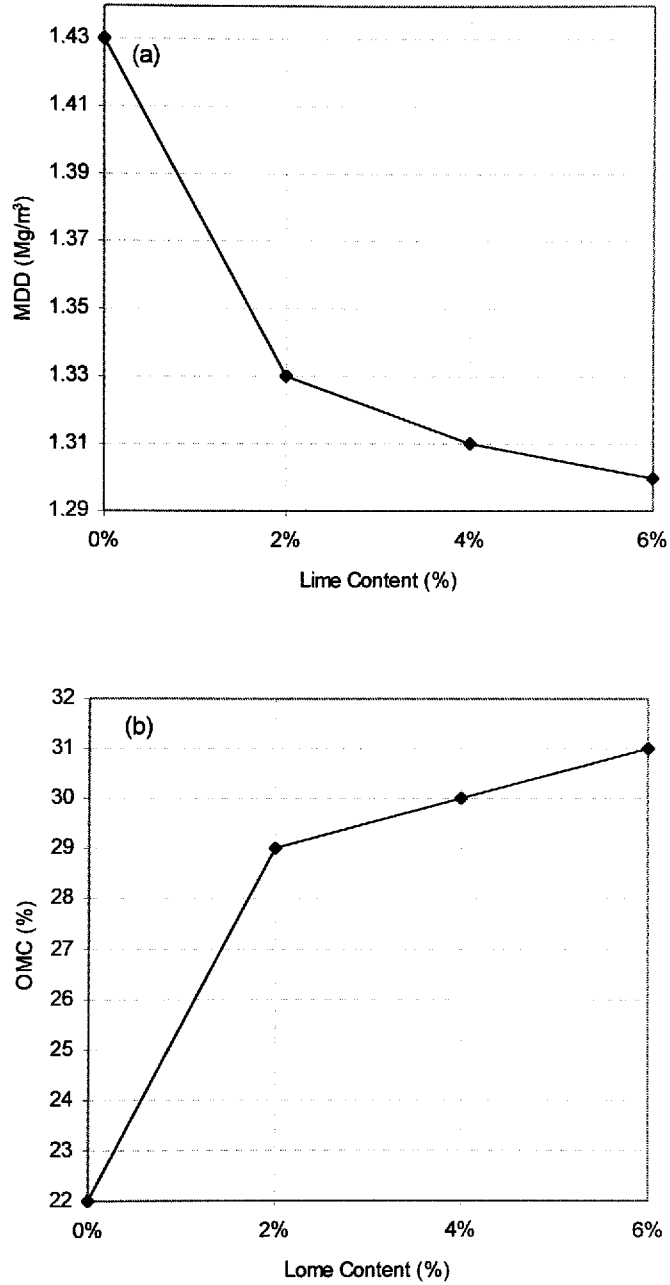 (a)
MDD (Mg/m³)
1.43
1.41
1.39
1.37
1.35
1.33
1.31
1.29
0% 2% 4% 6%
Lime Content (%)
(b)
OMC (%)
32
31
30
29
28
27
26
25
24
23
22
0% 2% 4% 6%
Lome Content (%)